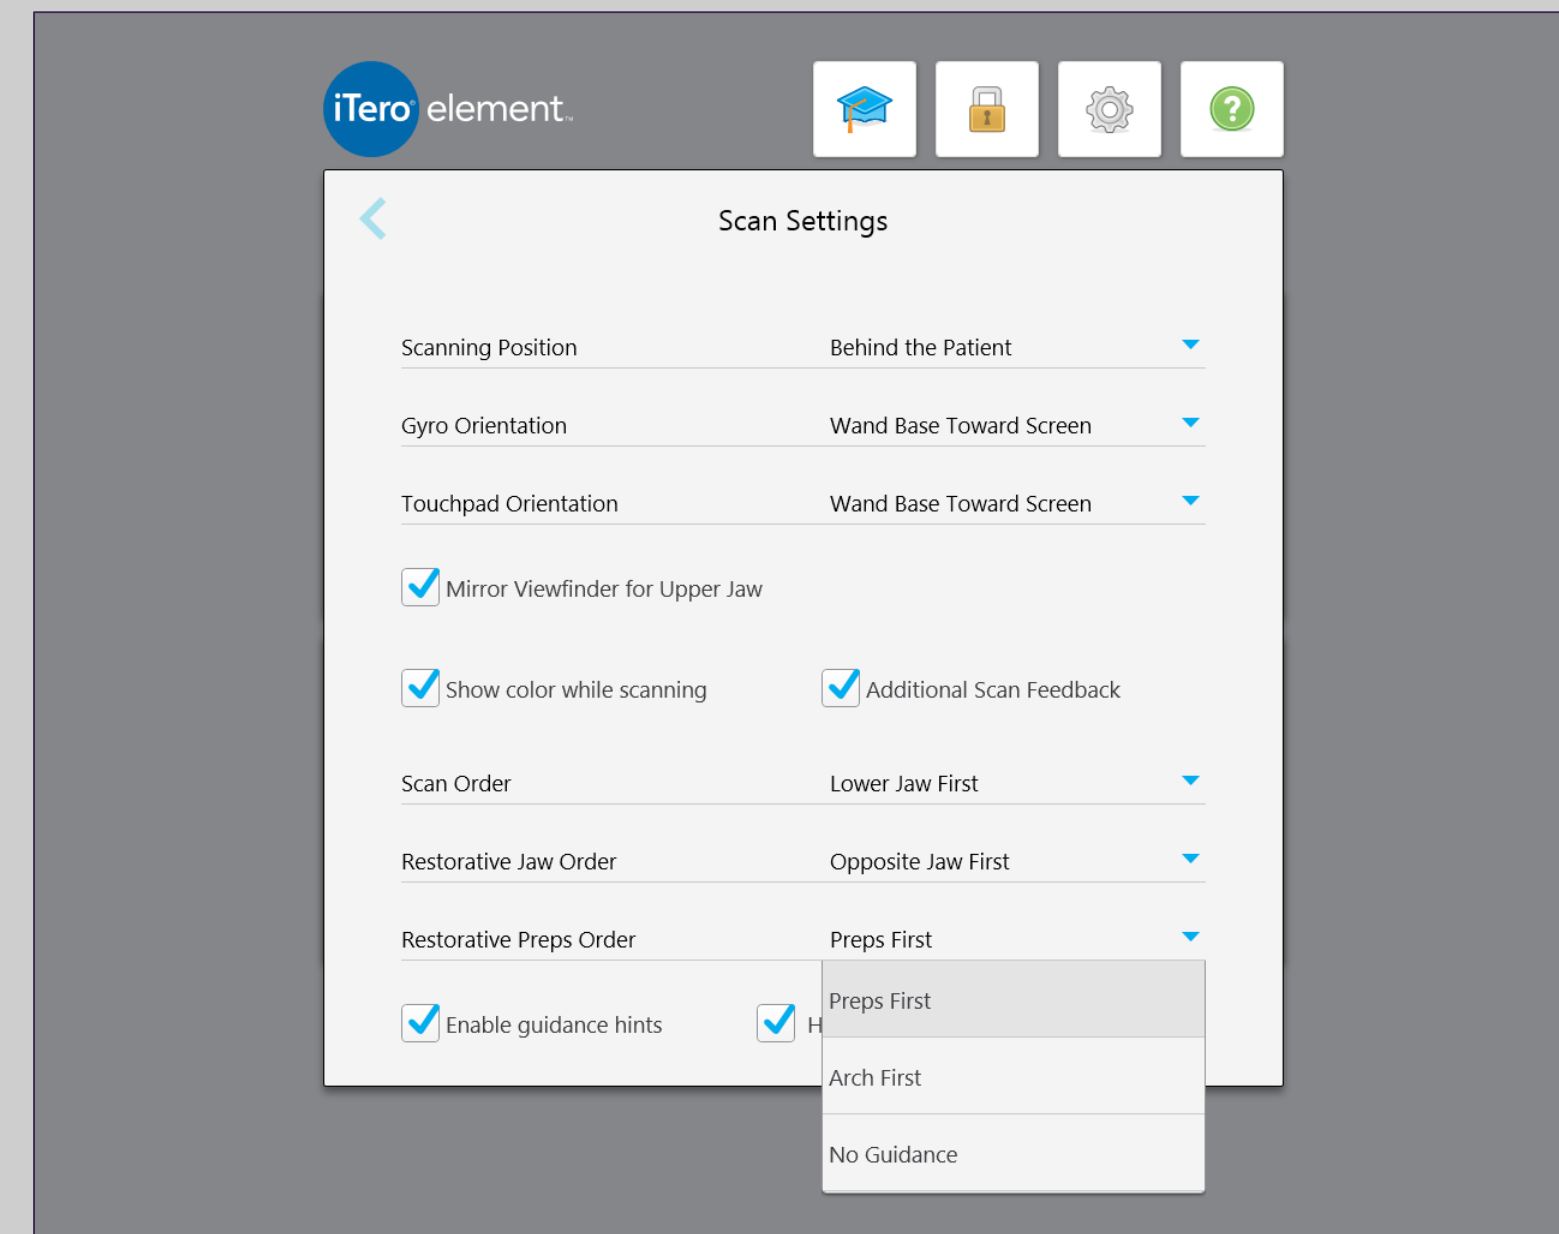 iTero element™
?
Scan Settings
Scanning Position Behind the Patient
Gyro Orientation Wand Base Toward Screen
Touchpad Orientation Wand Base Toward Screen
Mirror Viewfinder for Upper Jaw
Show color while scanning Additional Scan Feedback
Scan Order Lower Jaw First
Restorative Jaw Order Opposite Jaw First
Restorative Preps Order Preps First
Preps First
Enable guidance hints H
Arch First
No Guidance